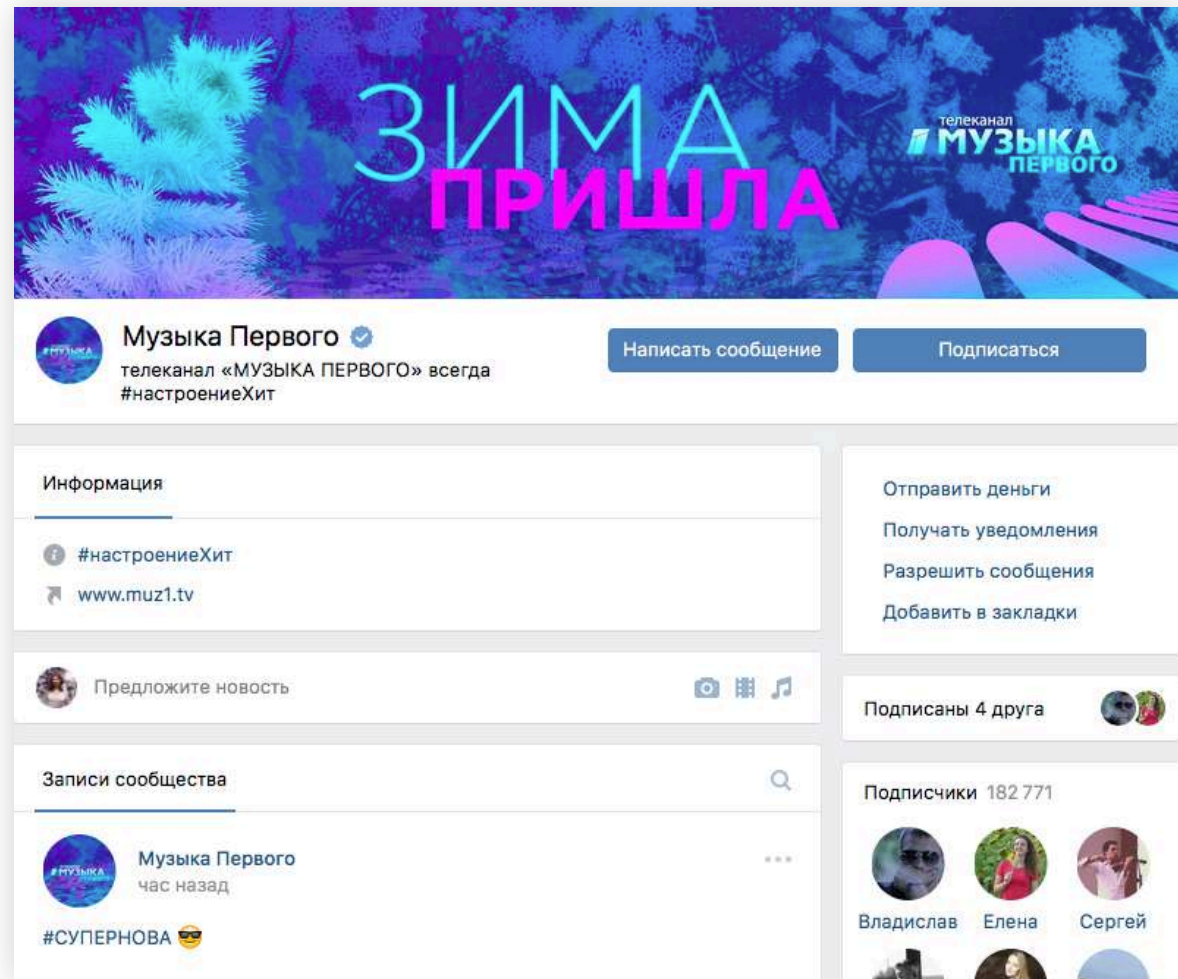 ЗИМА
ПРИШЛА
телеканал
МУЗЫКА
ПЕРВОГО
Музыка Первого
телеканал «МУЗЫКА ПЕРВОГО» всегда
#настроениеХит
Написать сообщение
Подписаться
Информация
#настроениеХит
www.muz1.tv
Предложите новость
Записи сообщества
Музыка Первого
час назад
#СУПЕРНОВА 😎
Отправить деньги
Получать уведомления
Разрешить сообщения
Добавить в закладки
Подписаны 4 друга
Подписчики 182 771
Владислав Елена Сергей